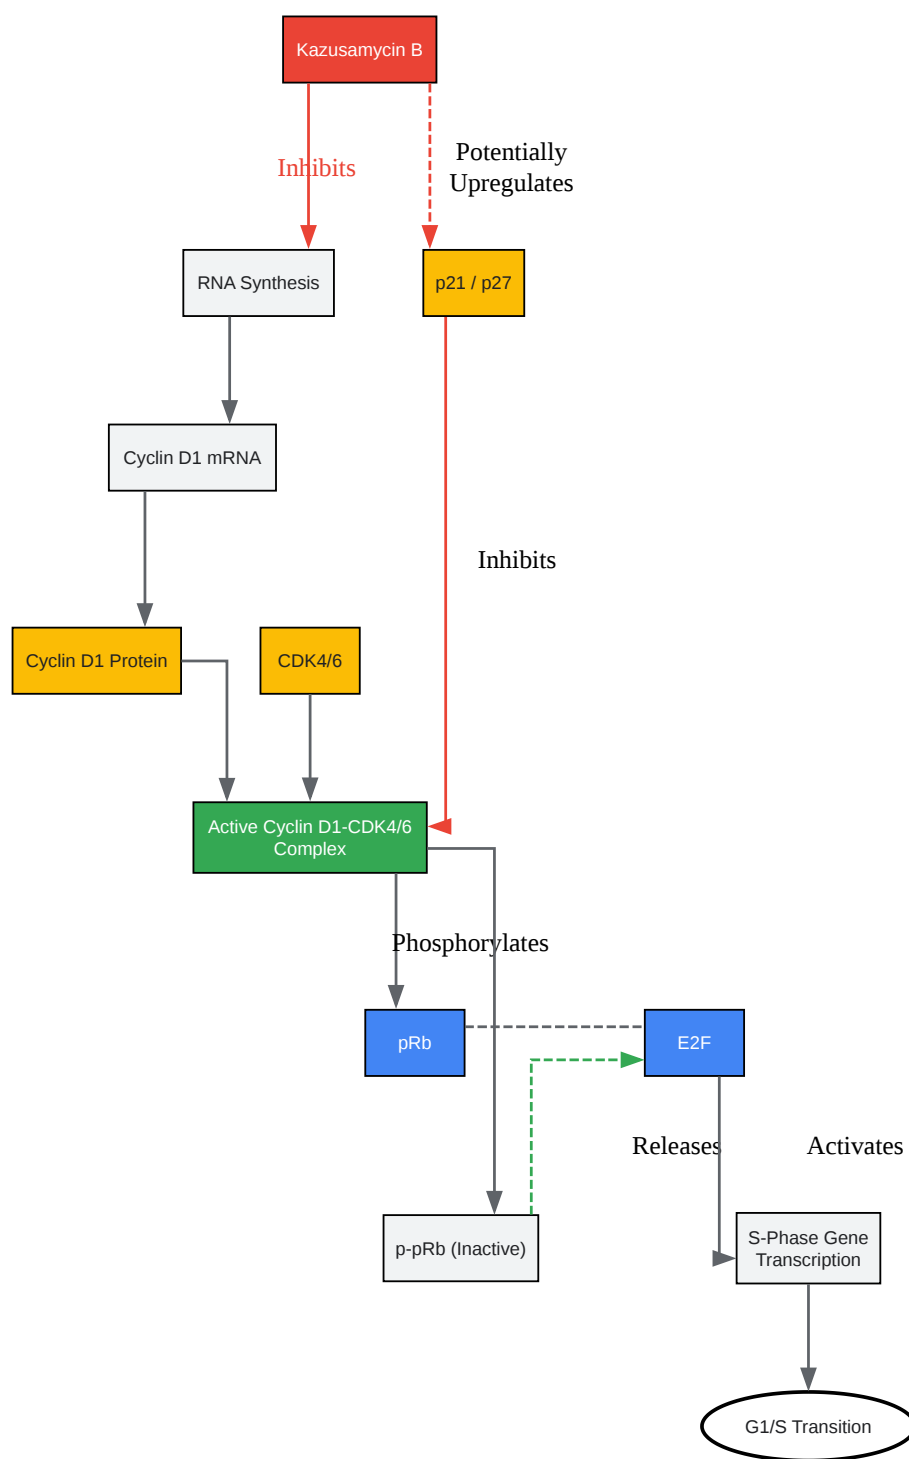 Kazusamycin B
Inhibits
Potentially
Upregulates
RNA Synthesis
p21 / p27
Cyclin D1 mRNA
Inhibits
Cyclin D1 Protein
CDK4/6
Active Cyclin D1-CDK4/6
Complex
Phosphorylates
pRb
E2F
Releases
Activates
p-pRb (Inactive)
S-Phase Gene
Transcription
G1/S Transition